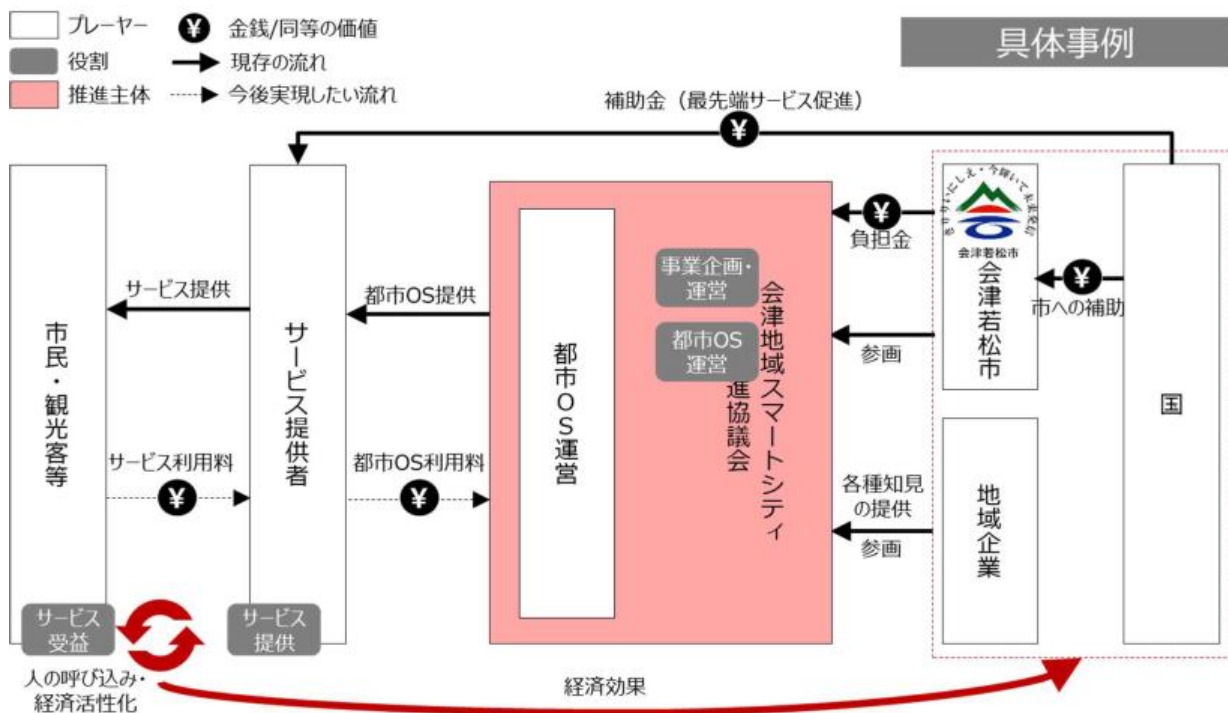 プレーヤー
¥ 金銭/同等の価値
役割
現存の流れ
推進主体
今後実現したい流れ
具体事例
補助金（最先端サービス促進）
¥
市民・観光客等
サービス提供
サービス利用料
¥
サービス
受益
サービス提供者
サービス
提供
都市OS提供
都市OS利用料
¥
都市OS運営
事業企画・
運営
都市OS
運営
会津地域スマートシティ
進協議会
¥
負担金
参画
各種知見
の提供
参画
会津若松市
会津若松市
¥
市への補助
地域企業
国
人の呼び込み・
経済活性化
経済効果